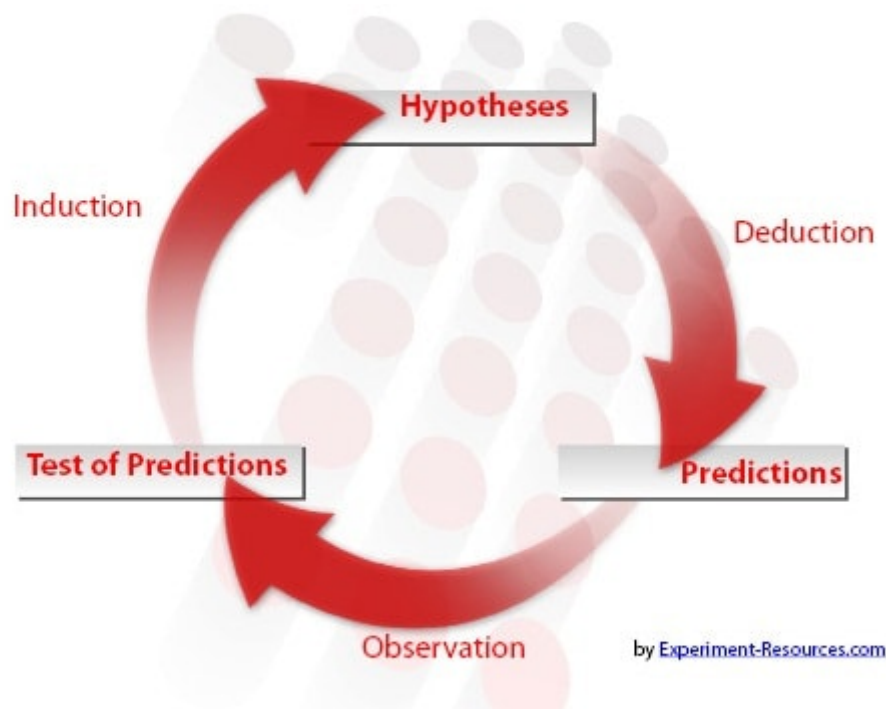 Hypotheses
Induction
Deduction
Test of Predictions
Predictions
Observation
by Experiment-Resources.com